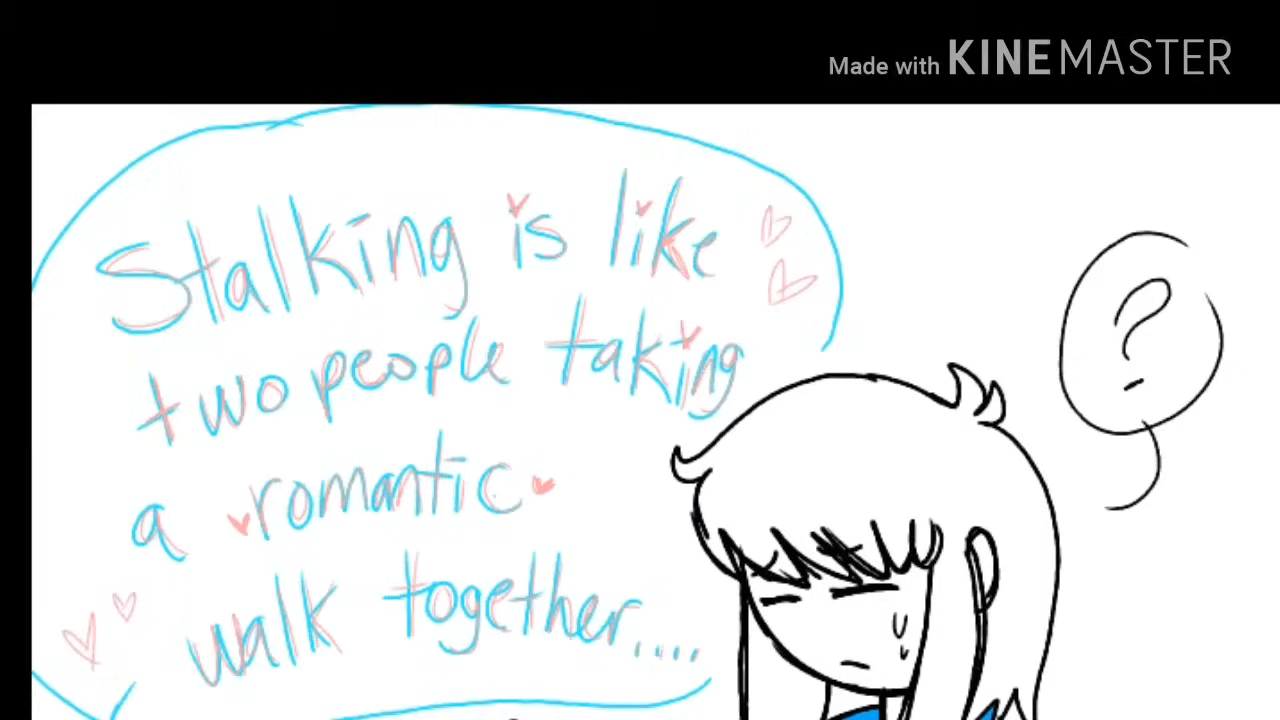 Made with KINEMASTER
Stalking is like
two people taking
a romantic
walk together....
?